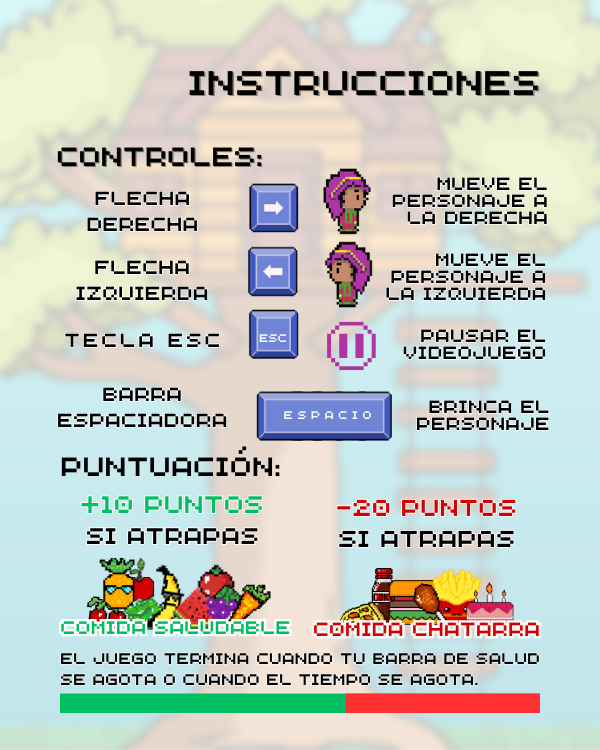 INSTRUCCIONES
CONTROLES:
FLECHA
DERECHA
MUEVE EL
PERSONAJE A
LA DERECHA
FLECHA
IZQUIERDA
MUEVE EL
PERSONAJE A
LA IZQUIERDA
TECLA ESC
ESC
PAUSAR EL
VIDEOJUEGO
BARRA
ESPACIADORA
ESPACIO
BRINCA EL
PERSONAJE
PUNTUACIÓN:
+10 PUNTOS
SI ATRAPAS
COMIDA SALUDABLE
-20 PUNTOS
SI ATRAPAS
COMIDA CHATARRA
EL JUEGO TERMINA CUANDO TU BARRA DE SALUD
SE AGOTA O CUANDO EL TIEMPO SE AGOTA.